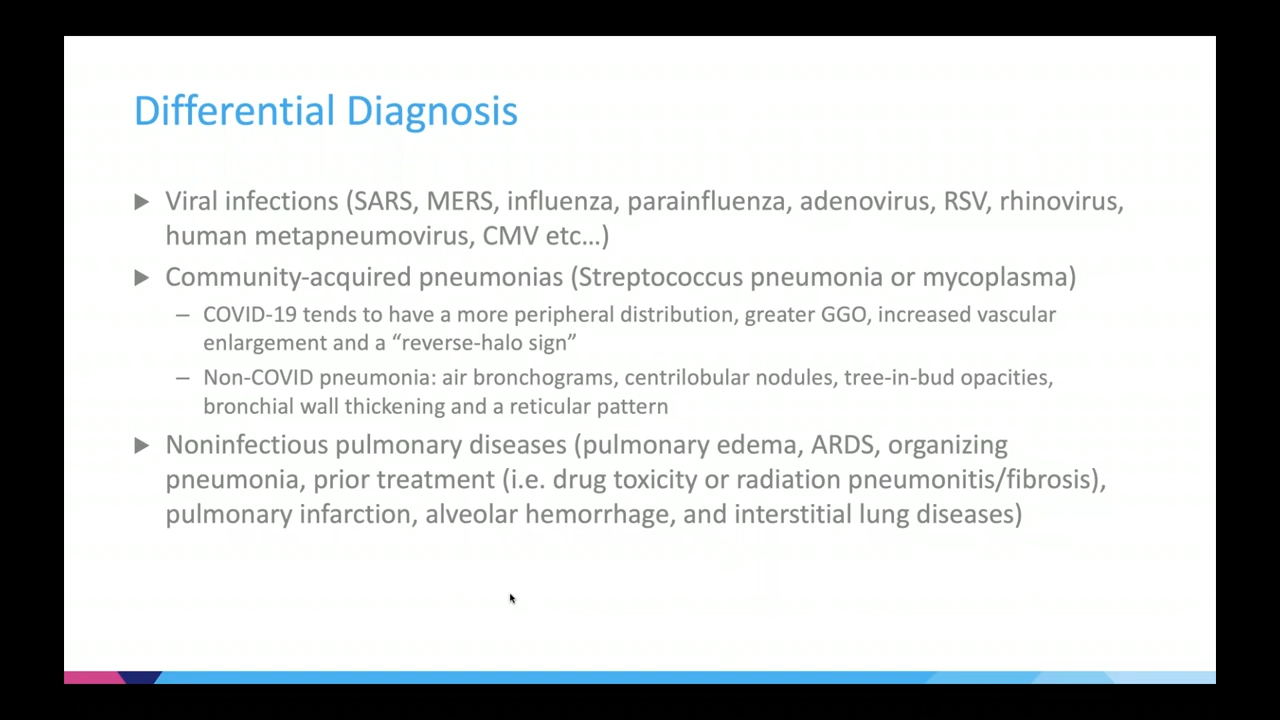 Differential Diagnosis
▶ Viral infections (SARS, MERS, influenza, parainfluenza, adenovirus, RSV, rhinovirus,
human metapneumovirus, CMV etc…)
▶ Community-acquired pneumonias (Streptococcus pneumonia or mycoplasma)
– COVID-19 tends to have a more peripheral distribution, greater GGO, increased vascular
enlargement and a “reverse-halo sign”
– Non-COVID pneumonia: air bronchograms, centrilobular nodules, tree-in-bud opacities,
bronchial wall thickening and a reticular pattern
▶ Noninfectious pulmonary diseases (pulmonary edema, ARDS, organizing
pneumonia, prior treatment (i.e. drug toxicity or radiation pneumonitis/fibrosis),
pulmonary infarction, alveolar hemorrhage, and interstitial lung diseases)